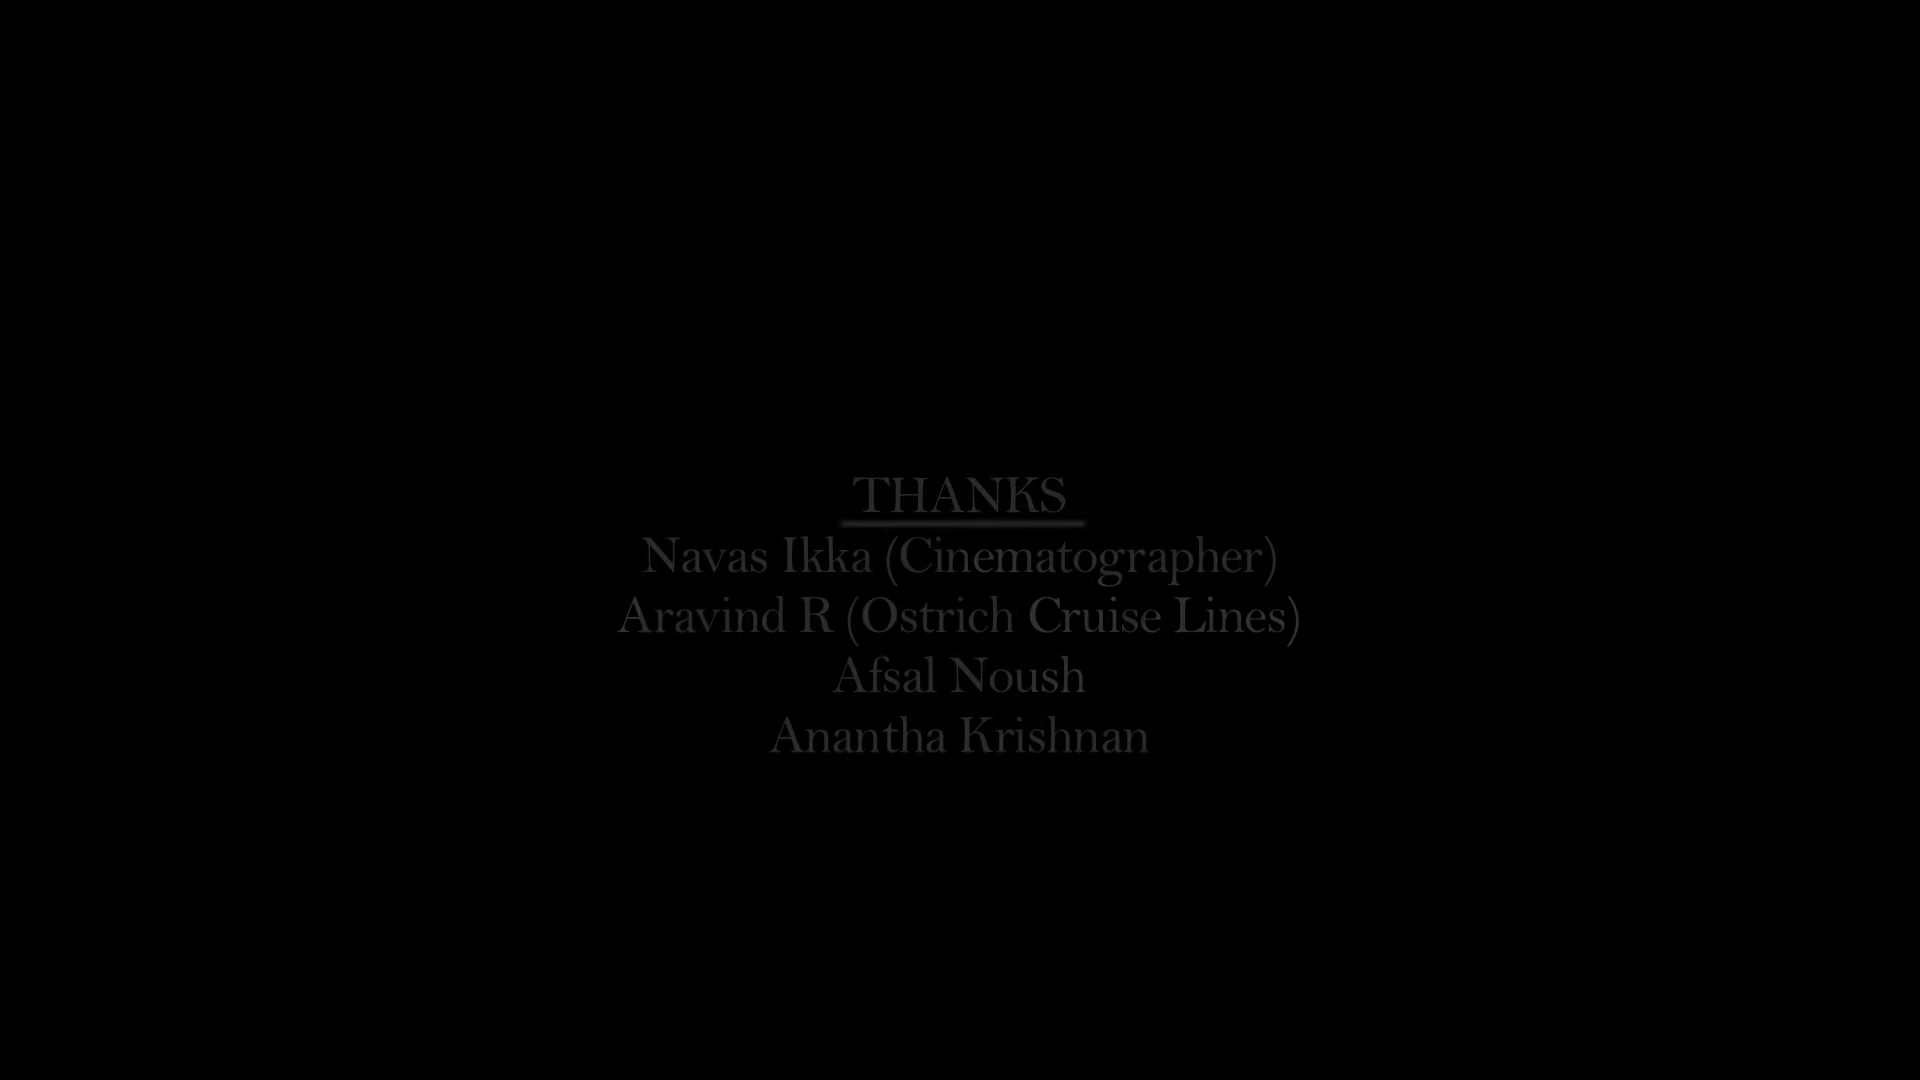 THANKS
Navas Ikka (Cinematographer)
Aravind R (Ostrich Cruise Lines)
Afsal Noush
Anantha Krishnan